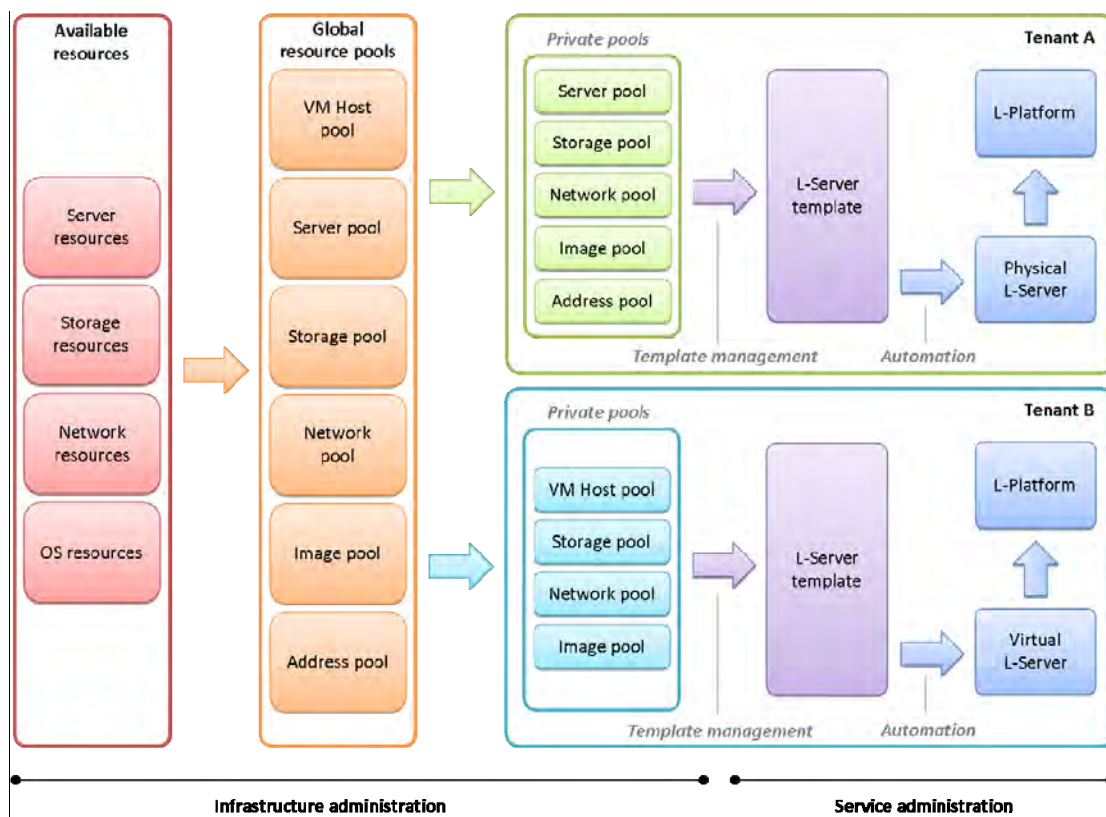 Available
resources
Server
resources
Storage
resources
Network
resources
OS resources
Global
resource pools
VM Host
pool
Server pool
Storage pool
Network
pool
Image pool
Address pool
Private pools
Tenant A
Server pool
Storage pool
Network pool
Image pool
Address pool
L-Server
template
L-Platform
Physical
L-Server
Template management
Automation
Private pools
Tenant B
VM Host pool
Storage pool
Network pool
Image pool
L-Server
template
L-Platform
Virtual
L-Server
Template management
Automation
Infrastructure administration
Service administration